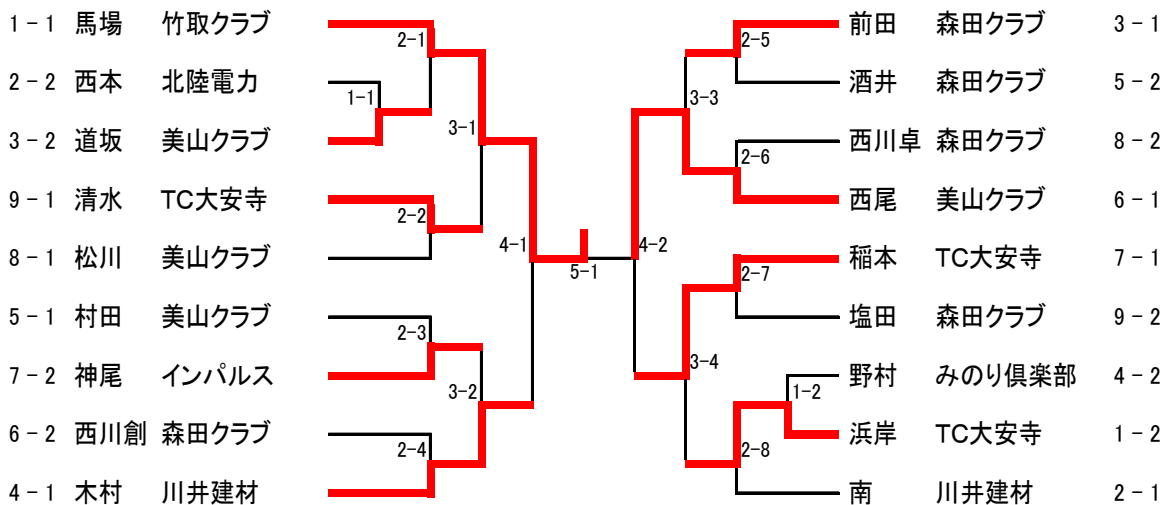 1-1 馬場 竹取クラブ
2-2 西本 北陸電力
3-2 道坂 美山クラブ
9-1 清水 TC大安寺
8-1 松川 美山クラブ
5-1 村田 美山クラブ
7-2 神尾 インパルス
6-2 西川創 森田クラブ
4-1 木村 川井建材
2-1
1-1
3-1
2-2
4-1
2-3
3-2
2-4
5-1
2-5
3-3
2-6
4-2
2-7
3-4
1-2
2-8
前田 森田クラブ 3-1
酒井 森田クラブ 5-2
西川卓 森田クラブ 8-2
西尾 美山クラブ 6-1
稲本 TC大安寺 7-1
塩田 森田クラブ 9-2
野村 みのり倶楽部 4-2
浜岸 TC大安寺 1-2
南 川井建材 2-1